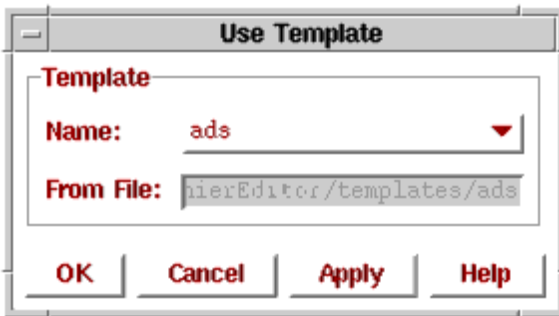 Use Template
Template
Name: ads
From File: hierEditor/templates/ads
OK Cancel Apply Help